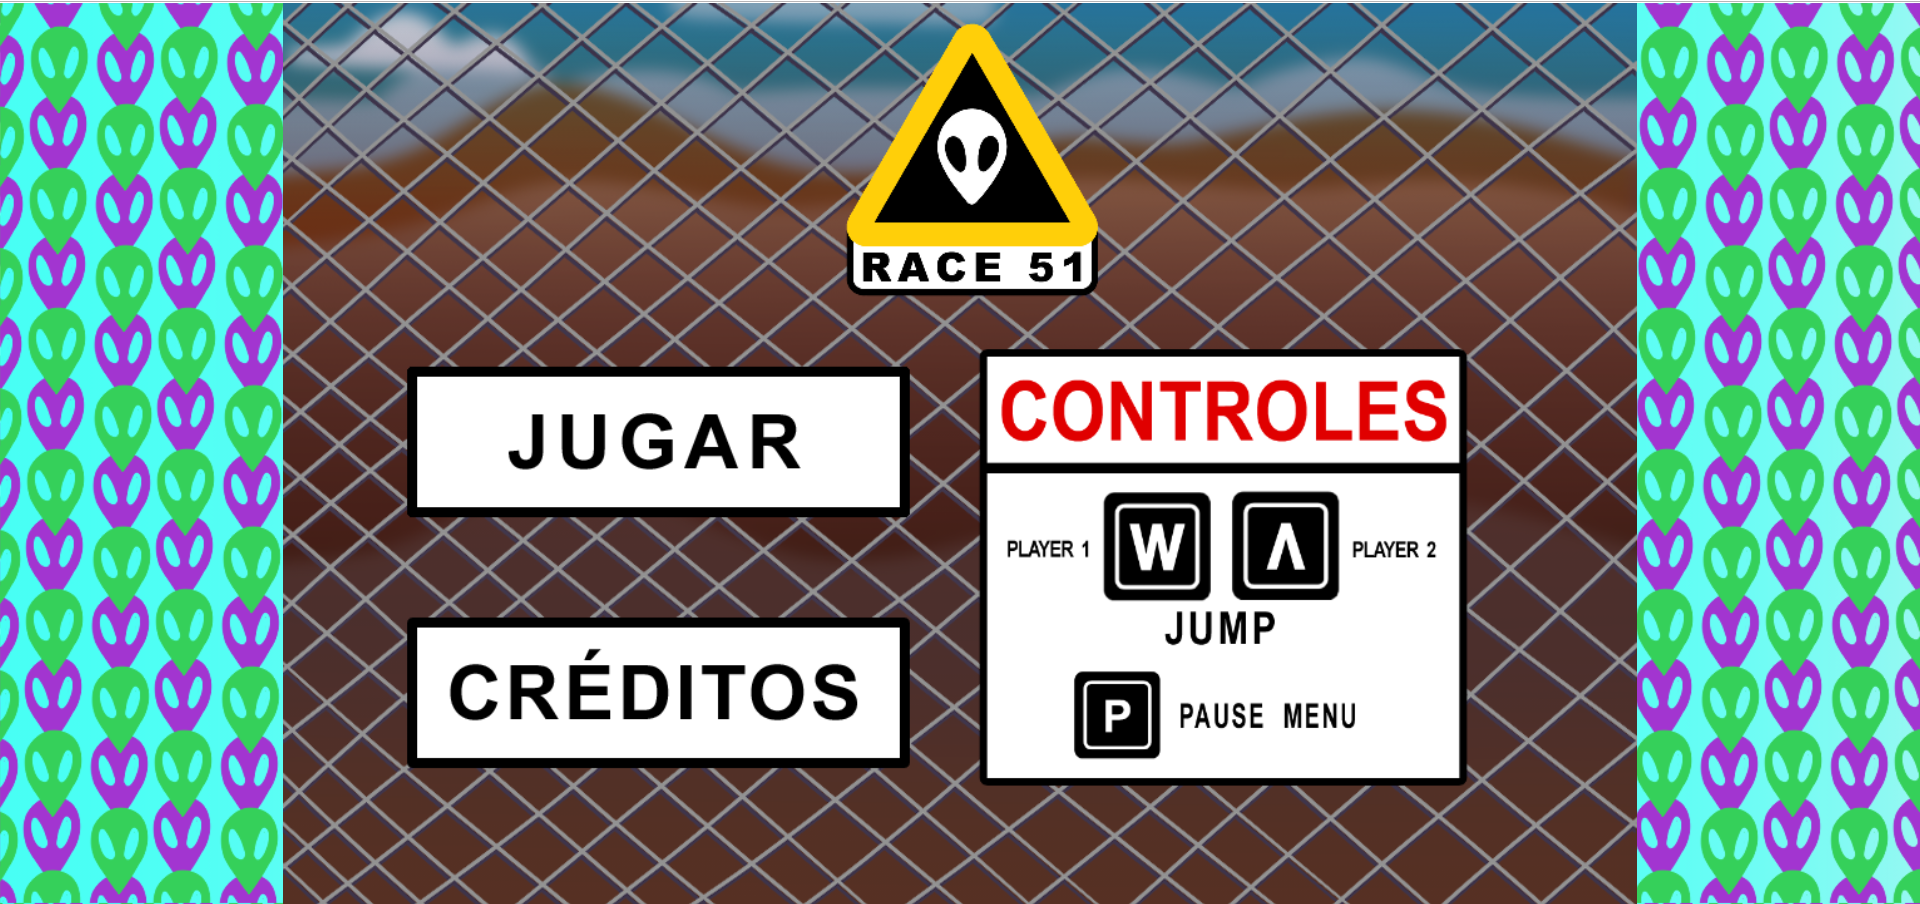 RACE 51
JUGAR
CRÉDITOS
CONTROLES
PLAYER 1 W Λ PLAYER 2
JUMP
P PAUSE MENU